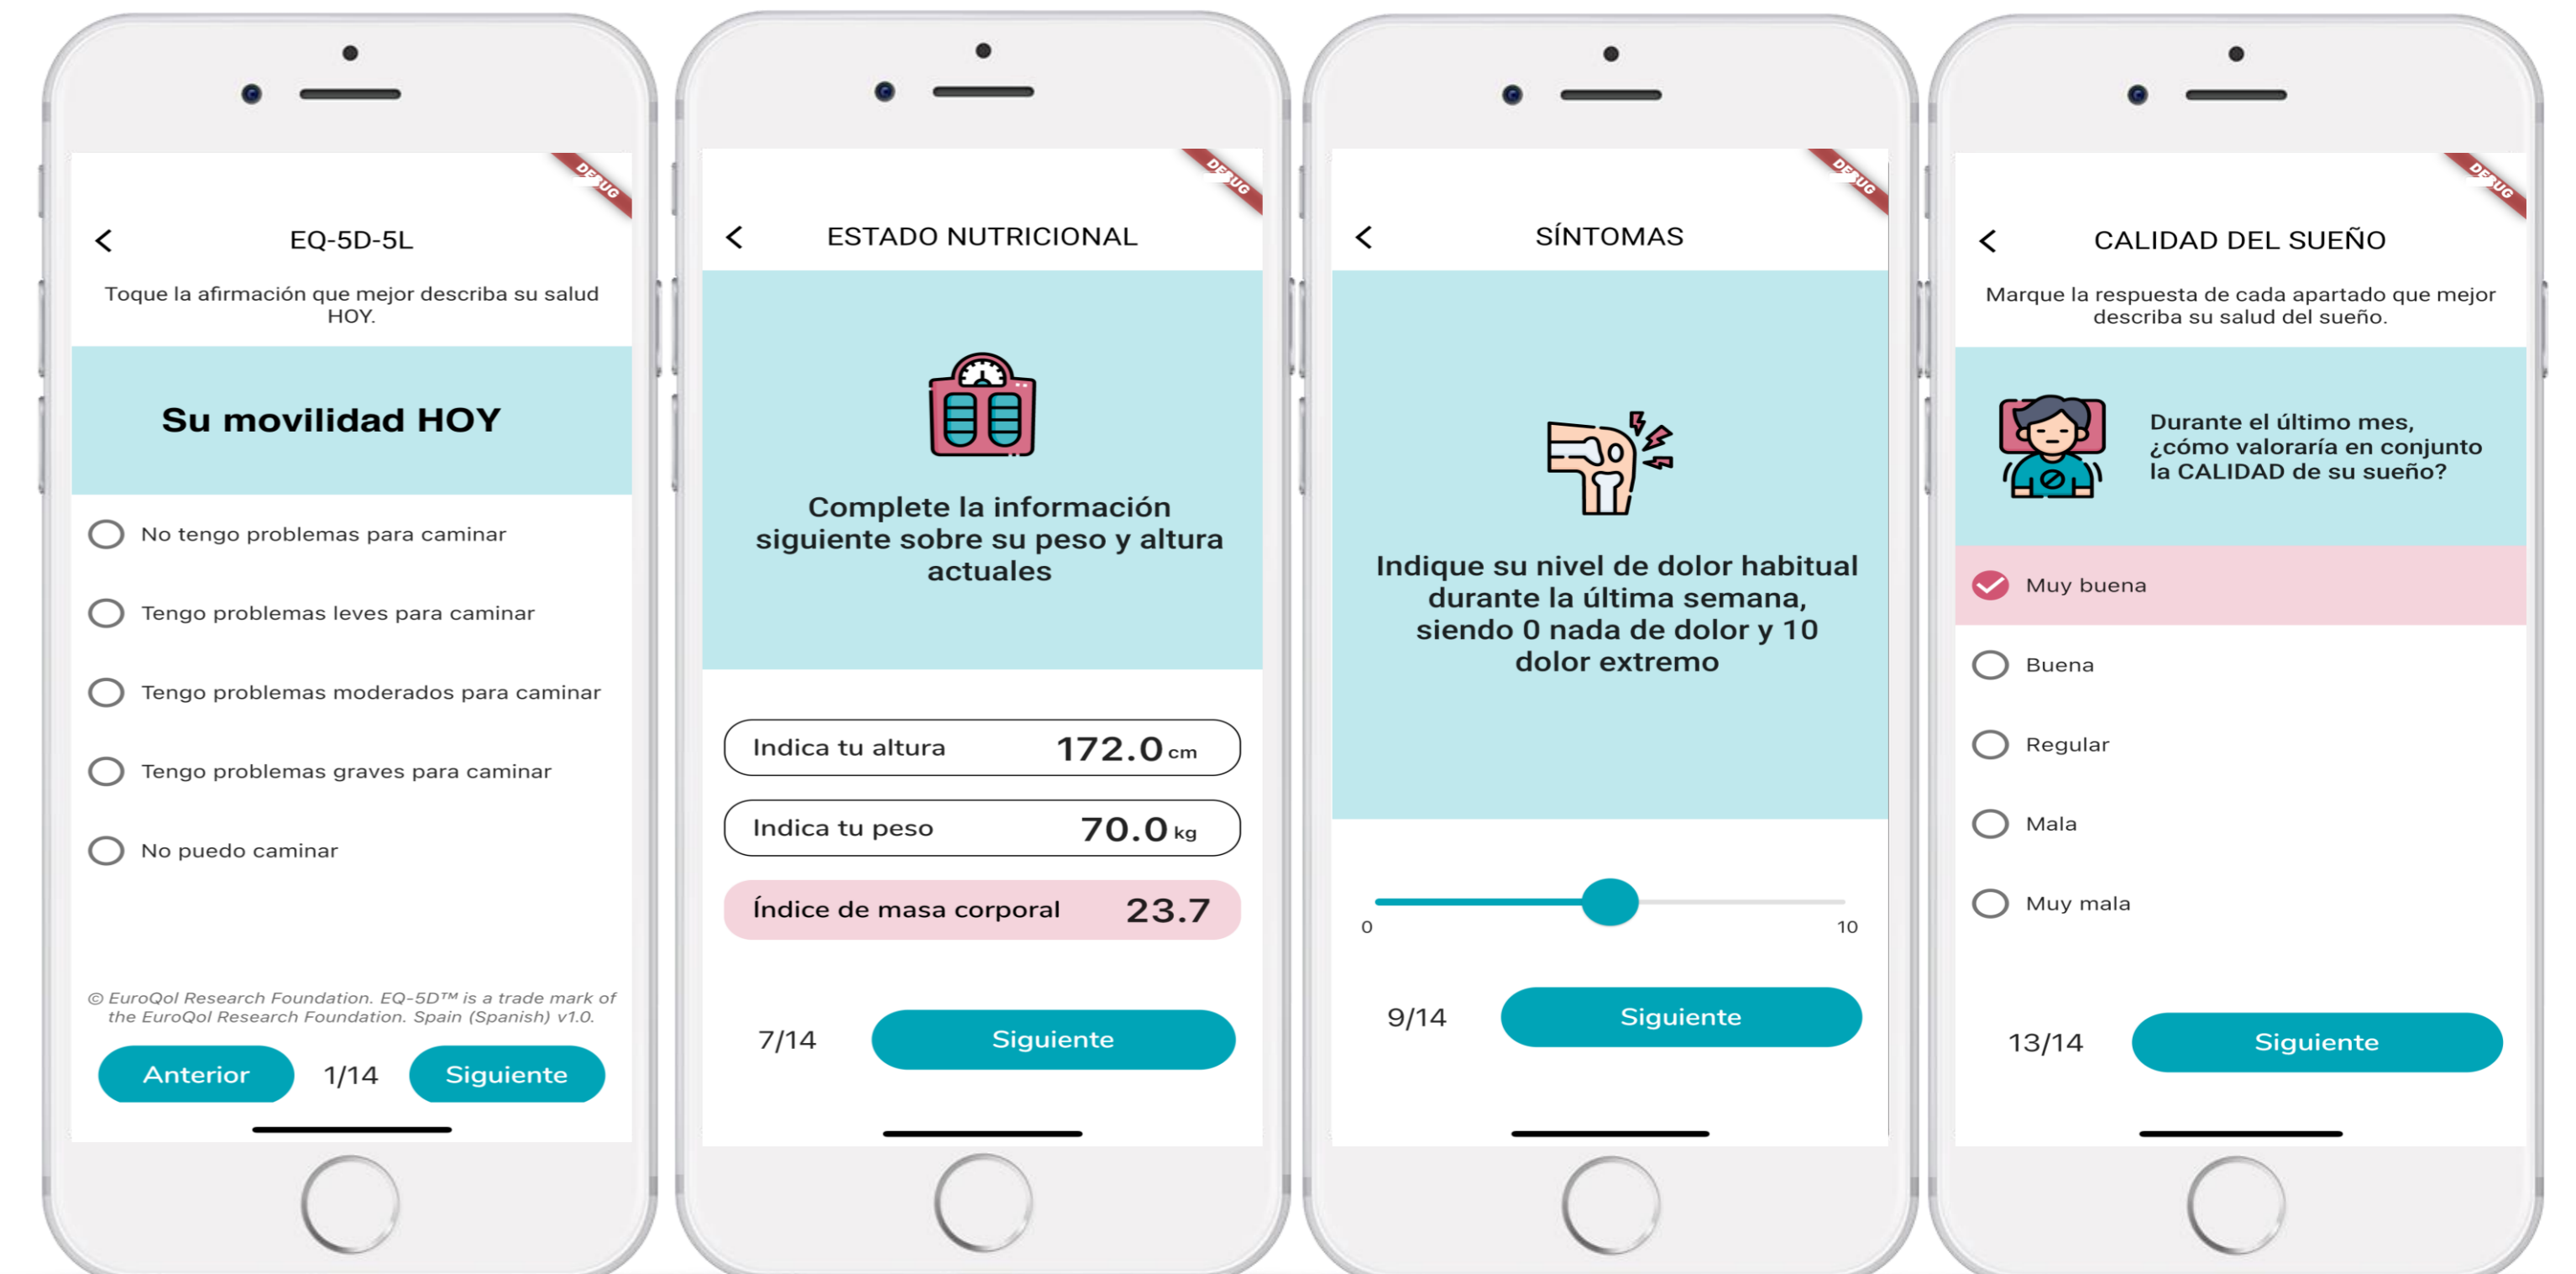 DEBUG
EQ-5D-5L
Toque la afirmación que mejor describa su salud
HOY.
Su movilidad HOY
No tengo problemas para caminar
Tengo problemas leves para caminar
Tengo problemas moderados para caminar
Tengo problemas graves para caminar
No puedo caminar
© EuroQol Research Foundation. EQ-5D™ is a trade mark of
the EuroQol Research Foundation. Spain (Spanish) v1.0.
Anterior
1/14
Siguiente
DEBUG
ESTADO NUTRICIONAL
Complete la información
siguiente sobre su peso y altura
actuales
Indica tu altura 172.0 cm
Indica tu peso 70.0 kg
Índice de masa corporal 23.7
7/14
Siguiente
DEBUG
SÍNTOMAS
Indique su nivel de dolor habitual
durante la última semana,
siendo 0 nada de dolor y 10
dolor extremo
0 10
9/14
Siguiente
DEBUG
CALIDAD DEL SUEÑO
Marque la respuesta de cada apartado que mejor
describa su salud del sueño.
Durante el último mes,
¿cómo valoraría en conjunto
la CALIDAD de su sueño?
Muy buena
Buena
Regular
Mala
Muy mala
13/14
Siguiente